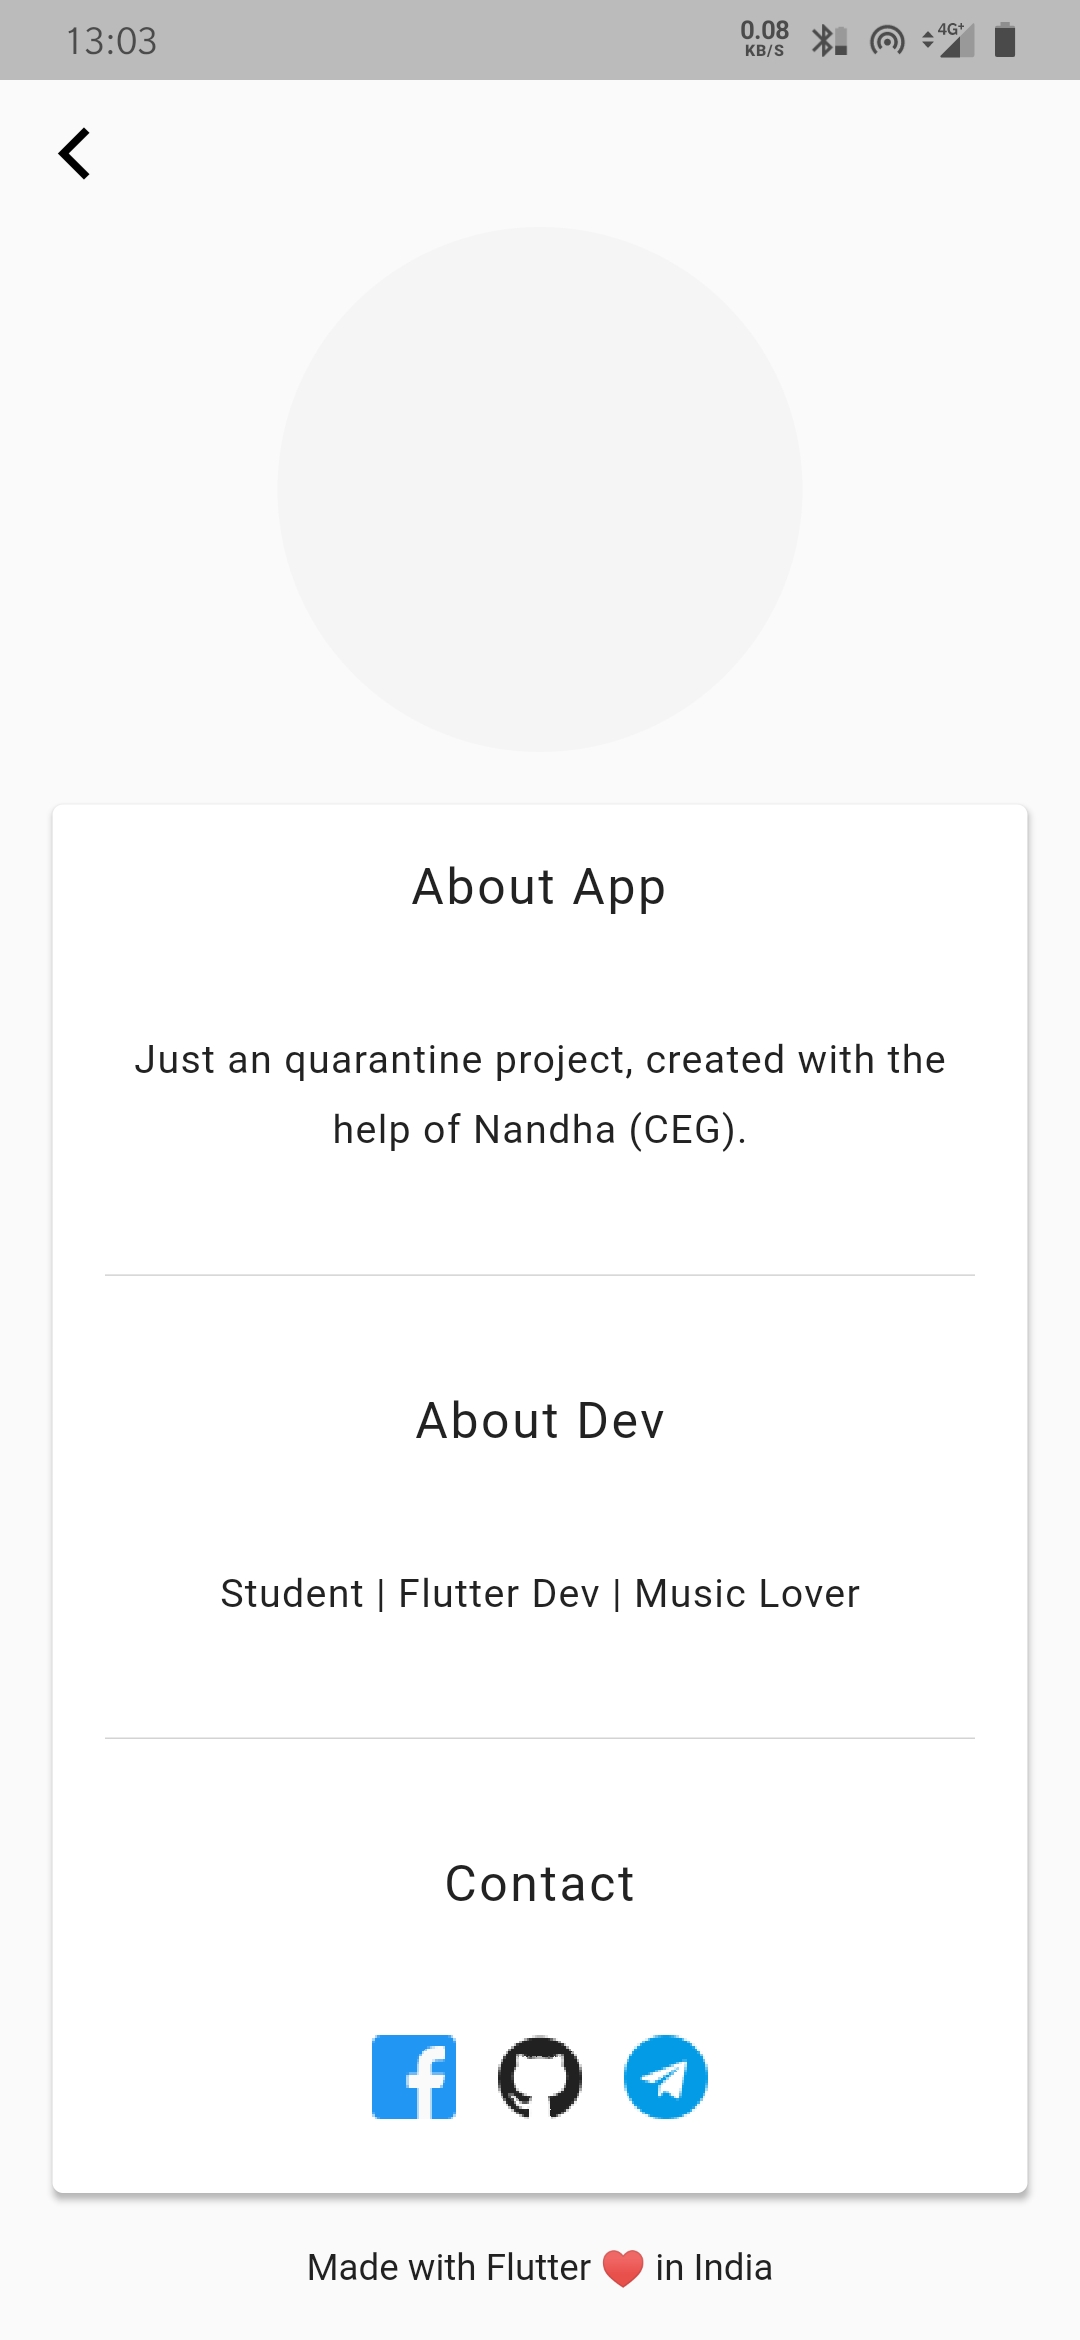 13:03
0.08
KB/S
4G+
About App
Just an quarantine project, created with the
help of Nandha (CEG).
About Dev
Student | Flutter Dev | Music Lover
Contact
Made with Flutter ❤️ in India